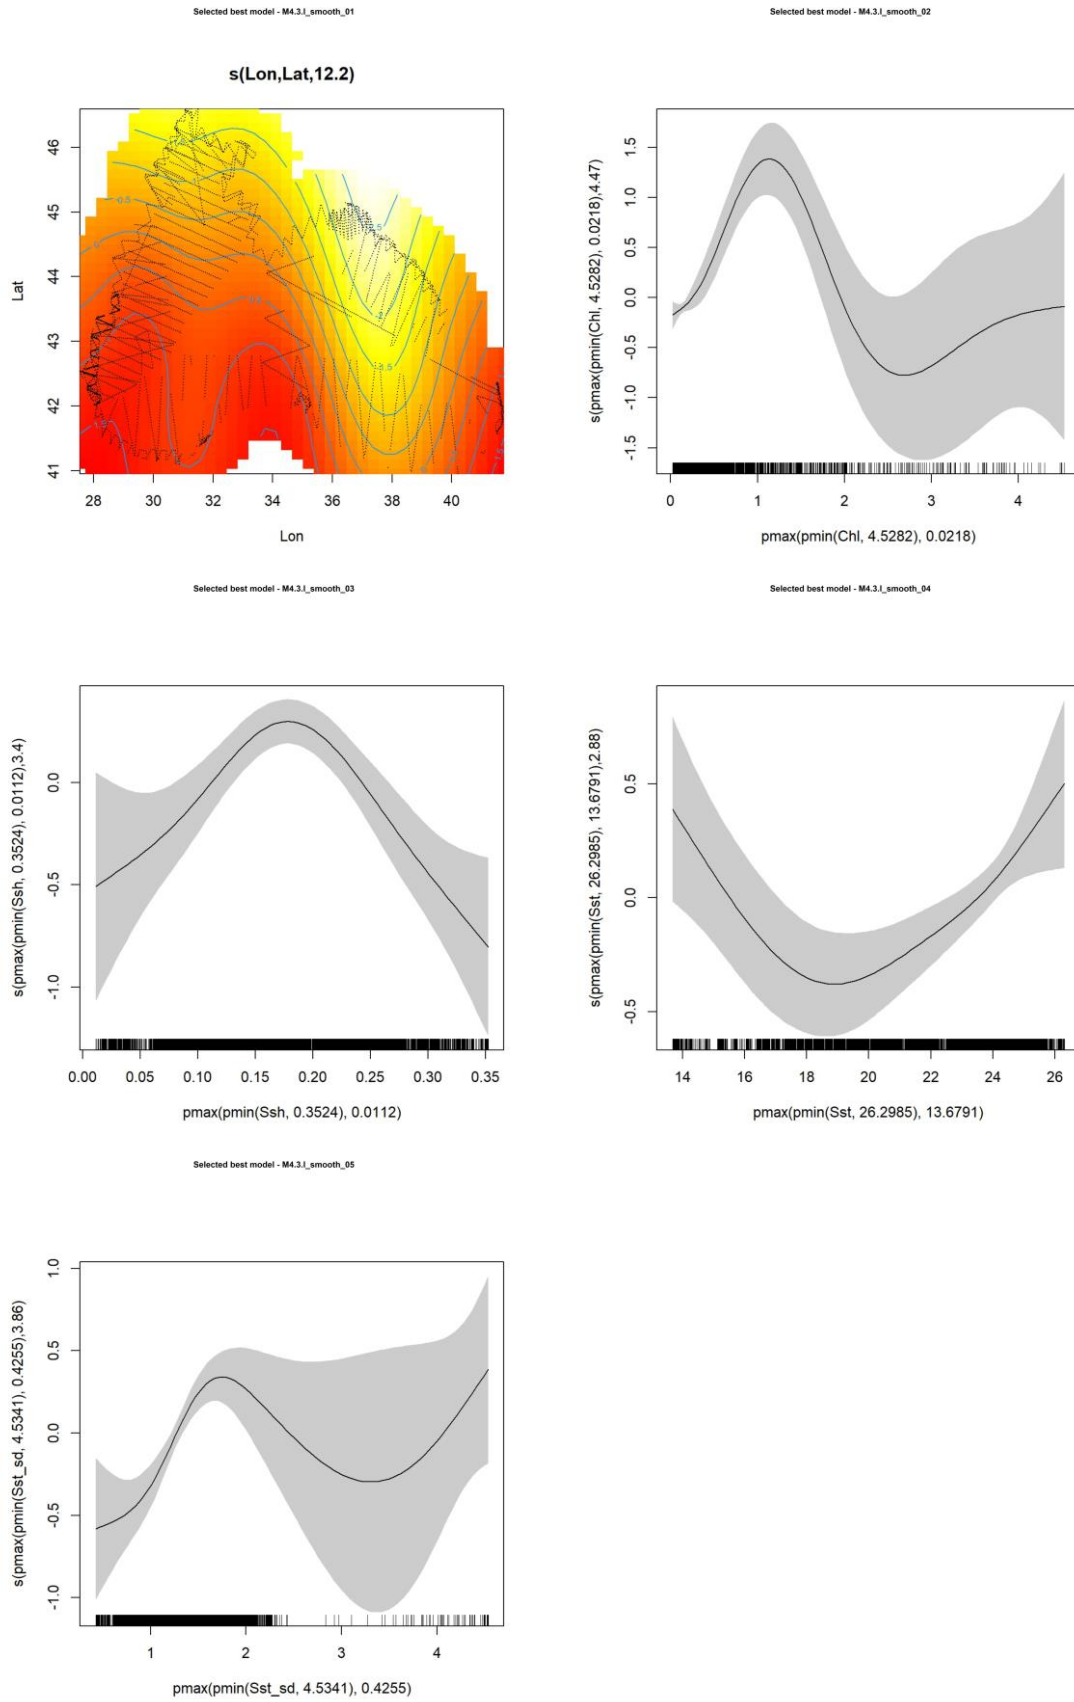 Selected best model - M4.3.I_smooth_01
s(Lon,Lat,12.2)
Lat
46
45
44
43
42
41
28 30 32 34 36 38 40
Lon
Selected best model - M4.3.I_smooth_02
s(pmax(pmin(Chl, 4.5282), 0.0218),4.47)
1.5
1.0
0.5
0.0
-0.5
-1.0
-1.5
0 1 2 3 4
pmax(pmin(Chl, 4.5282), 0.0218)
Selected best model - M4.3.I_smooth_03
s(pmax(pmin(Ssh, 0.3524), 0.0112),3.4)
0.0
-0.5
-1.0
0.00 0.05 0.10 0.15 0.20 0.25 0.30 0.35
pmax(pmin(Ssh, 0.3524), 0.0112)
Selected best model - M4.3.I_smooth_04
s(pmax(pmin(Sst, 26.2985), 13.6791),2.88)
0.5
0.0
-0.5
14 16 18 20 22 24 26
pmax(pmin(Sst, 26.2985), 13.6791)
Selected best model - M4.3.I_smooth_05
s(pmax(pmin(Sst_sd, 4.5341), 0.4255),3.86)
1.0
0.5
0.0
-0.5
-1.0
1 2 3 4
pmax(pmin(Sst_sd, 4.5341), 0.4255)